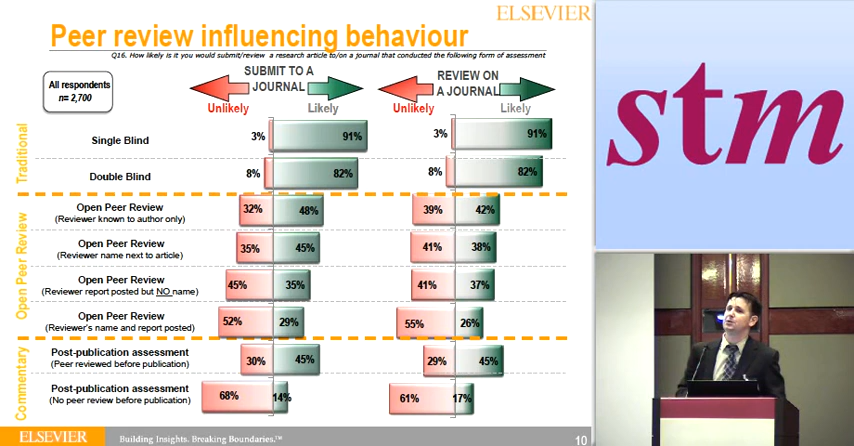 ELSEVIER
Peer review influencing behaviour
Q16. How likely is it you would submit/review a research article to/on a journal that conducted the following form of assessment
All respondents
n= 2,700
SUBMIT TO A
JOURNAL
REVIEW ON
A JOURNAL
Unlikely
Likely
Unlikely
Likely
Traditional
Single Blind
3%
91%
3%
91%
Double Blind
8%
82%
8%
82%
Open Peer Review
Open Peer Review
(Reviewer known to author only)
32%
48%
39%
42%
Open Peer Review
(Reviewer name next to article)
35%
45%
41%
38%
Open Peer Review
(Reviewer report posted but NO name)
45%
35%
41%
37%
Open Peer Review
(Reviewer's name and report posted)
52%
29%
55%
26%
Commentary
Post-publication assessment
(Peer reviewed before publication)
30%
45%
29%
45%
Post-publication assessment
(No peer review before publication)
68%
14%
61%
17%
ELSEVIER
Building Insights. Breaking Boundaries.™
10
stm